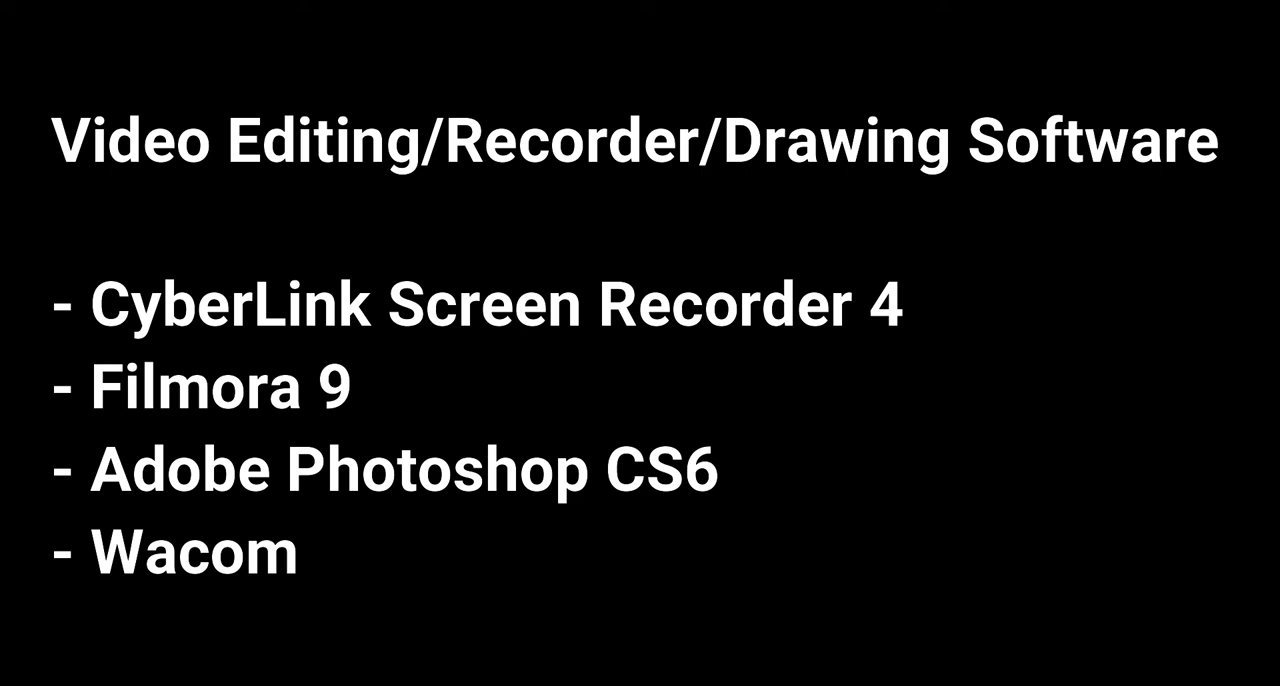 Video Editing/Recorder/Drawing Software
- CyberLink Screen Recorder 4
- Filmora 9
- Adobe Photoshop CS6
- Wacom